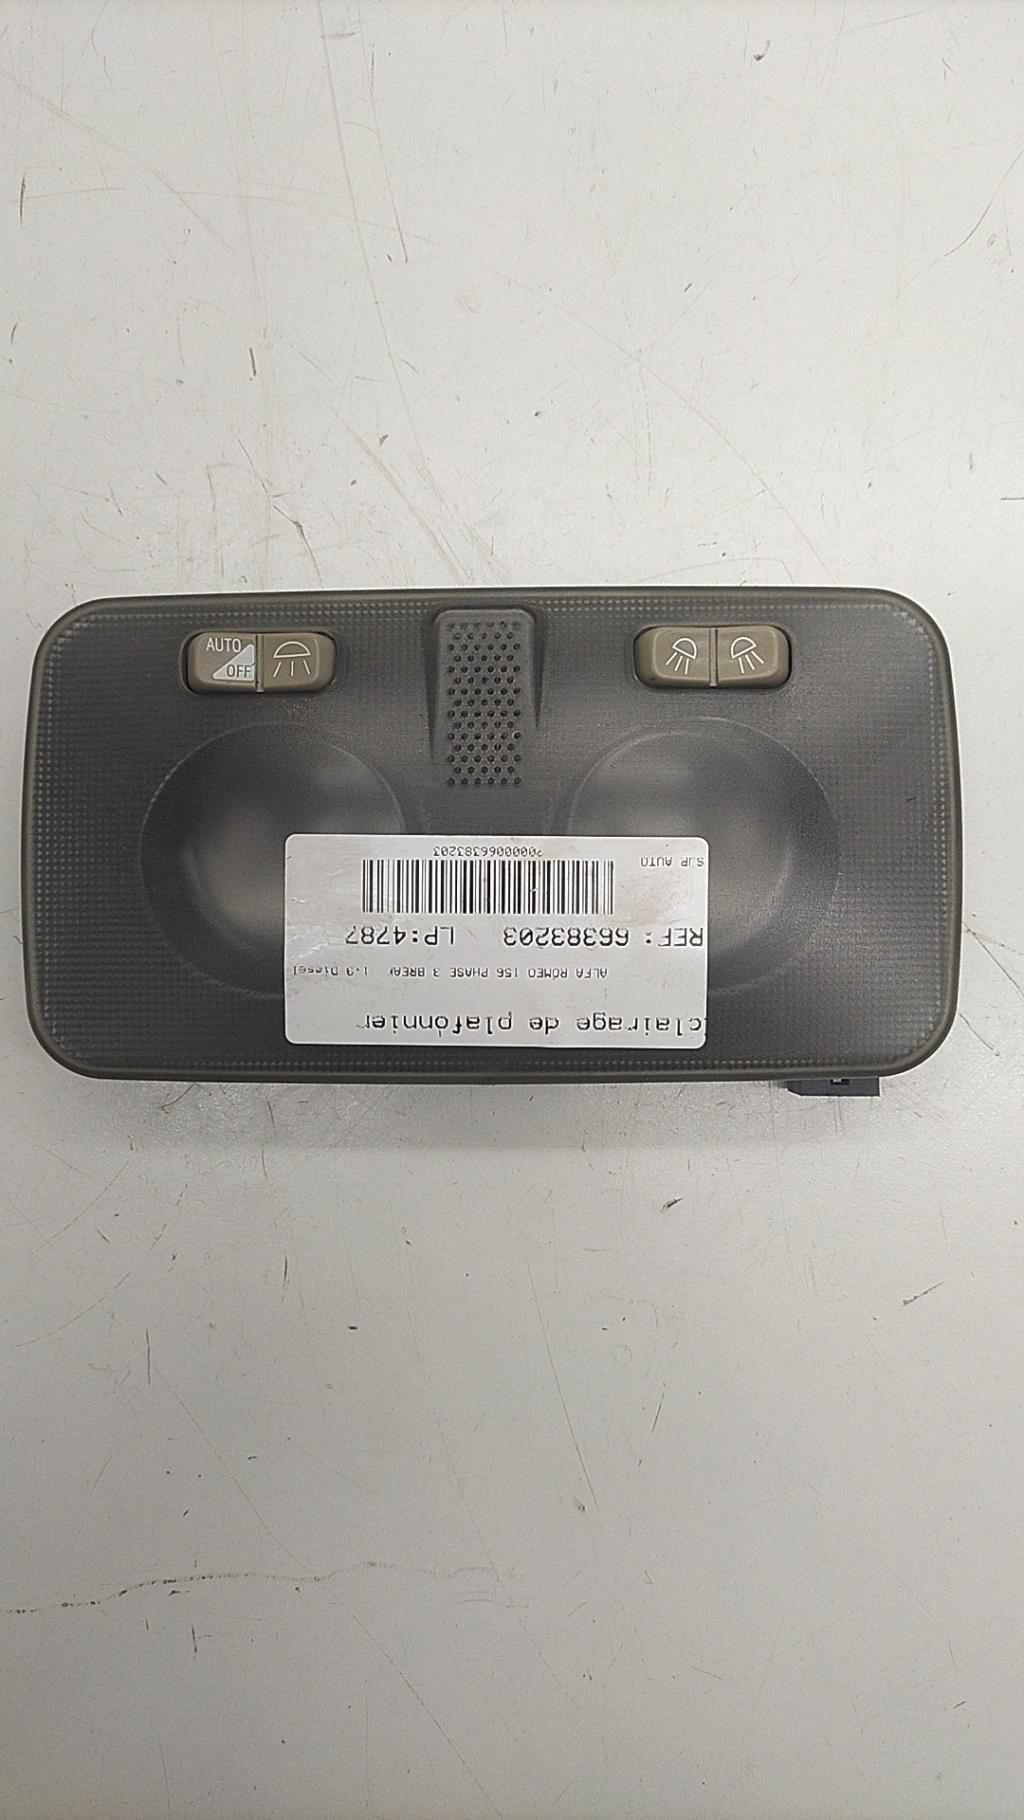 AUTO
OFF
clairage de plafonnier
ALFA ROMEO 156 PHASE 3 BREAK 1.9 Diesel
REF: 66383203 LP:4787
SJP AUTO